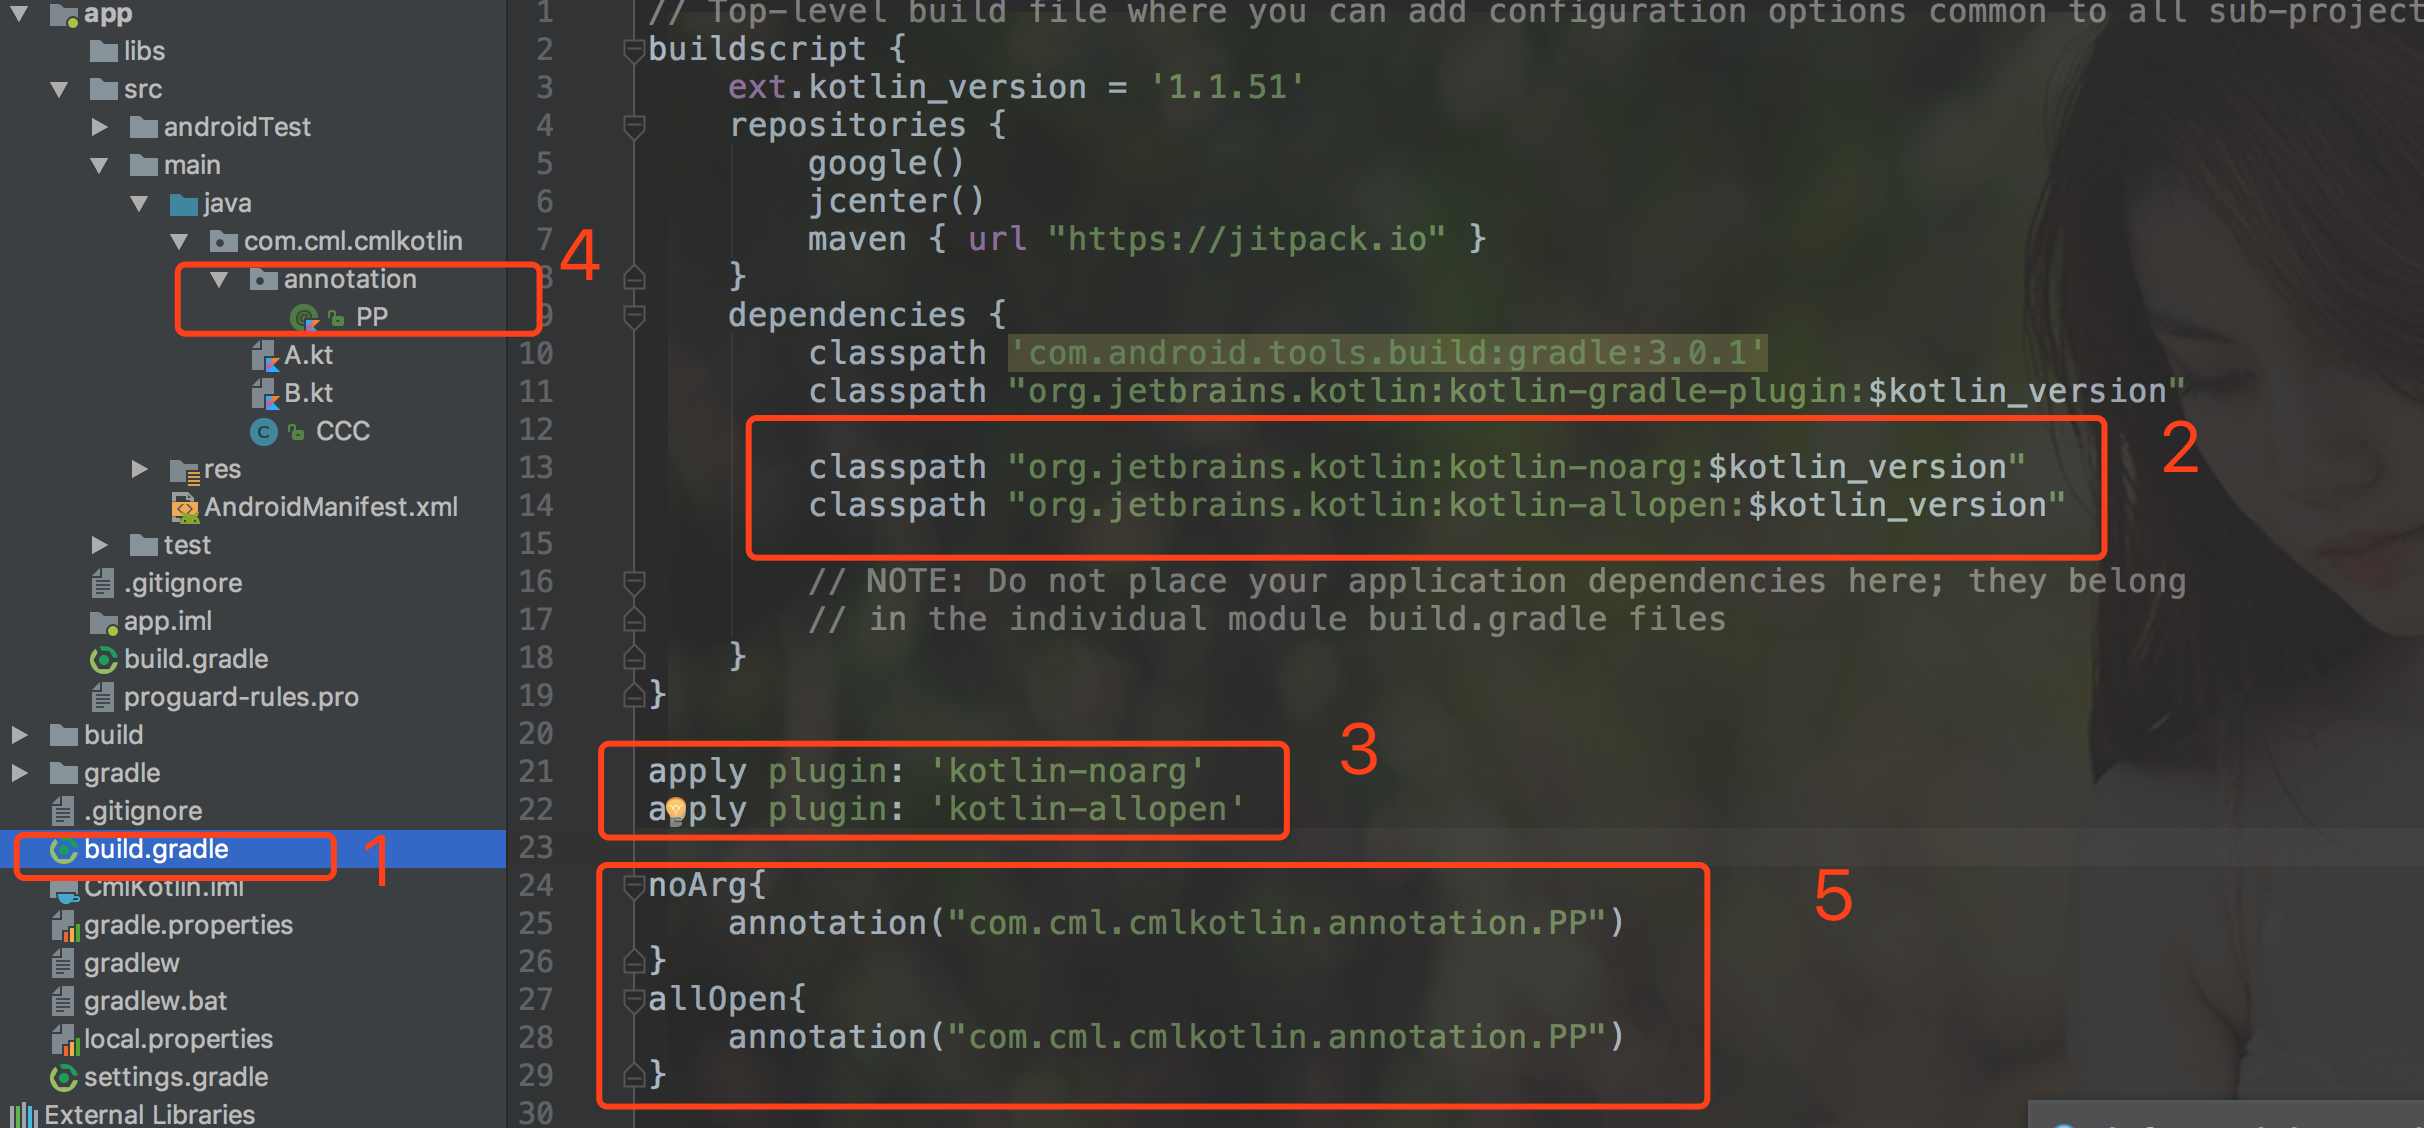 app
libs
src
androidTest
main
java
com.cml.cmlkotlin
annotation
PP
A.kt
B.kt
CCC
res
AndroidManifest.xml
test
.gitignore
app.iml
build.gradle
proguard-rules.pro
build
gradle
.gitignore
build.gradle
CmlKotlin.iml
gradle.properties
gradlew
gradlew.bat
local.properties
settings.gradle
External Libraries
1
4
1 // Top-level build file where you can add configuration options common to all sub-project
2 buildscript {
3 ext.kotlin_version = '1.1.51'
4 repositories {
5 google()
6 jcenter()
7 maven { url "https://jitpack.io" }
8 }
9 dependencies {
10 classpath 'com.android.tools.build:gradle:3.0.1'
11 classpath "org.jetbrains.kotlin:kotlin-gradle-plugin:$kotlin_version"
12
13 classpath "org.jetbrains.kotlin:kotlin-noarg:$kotlin_version"
14 classpath "org.jetbrains.kotlin:kotlin-allopen:$kotlin_version"
15
16 // NOTE: Do not place your application dependencies here; they belong
17 // in the individual module build.gradle files
18 }
19 }
20
21 apply plugin: 'kotlin-noarg'
22 apply plugin: 'kotlin-allopen'
23
24 noArg{
25 annotation("com.cml.cmlkotlin.annotation.PP")
26 }
27 allOpen{
28 annotation("com.cml.cmlkotlin.annotation.PP")
29 }
30
2
3
5